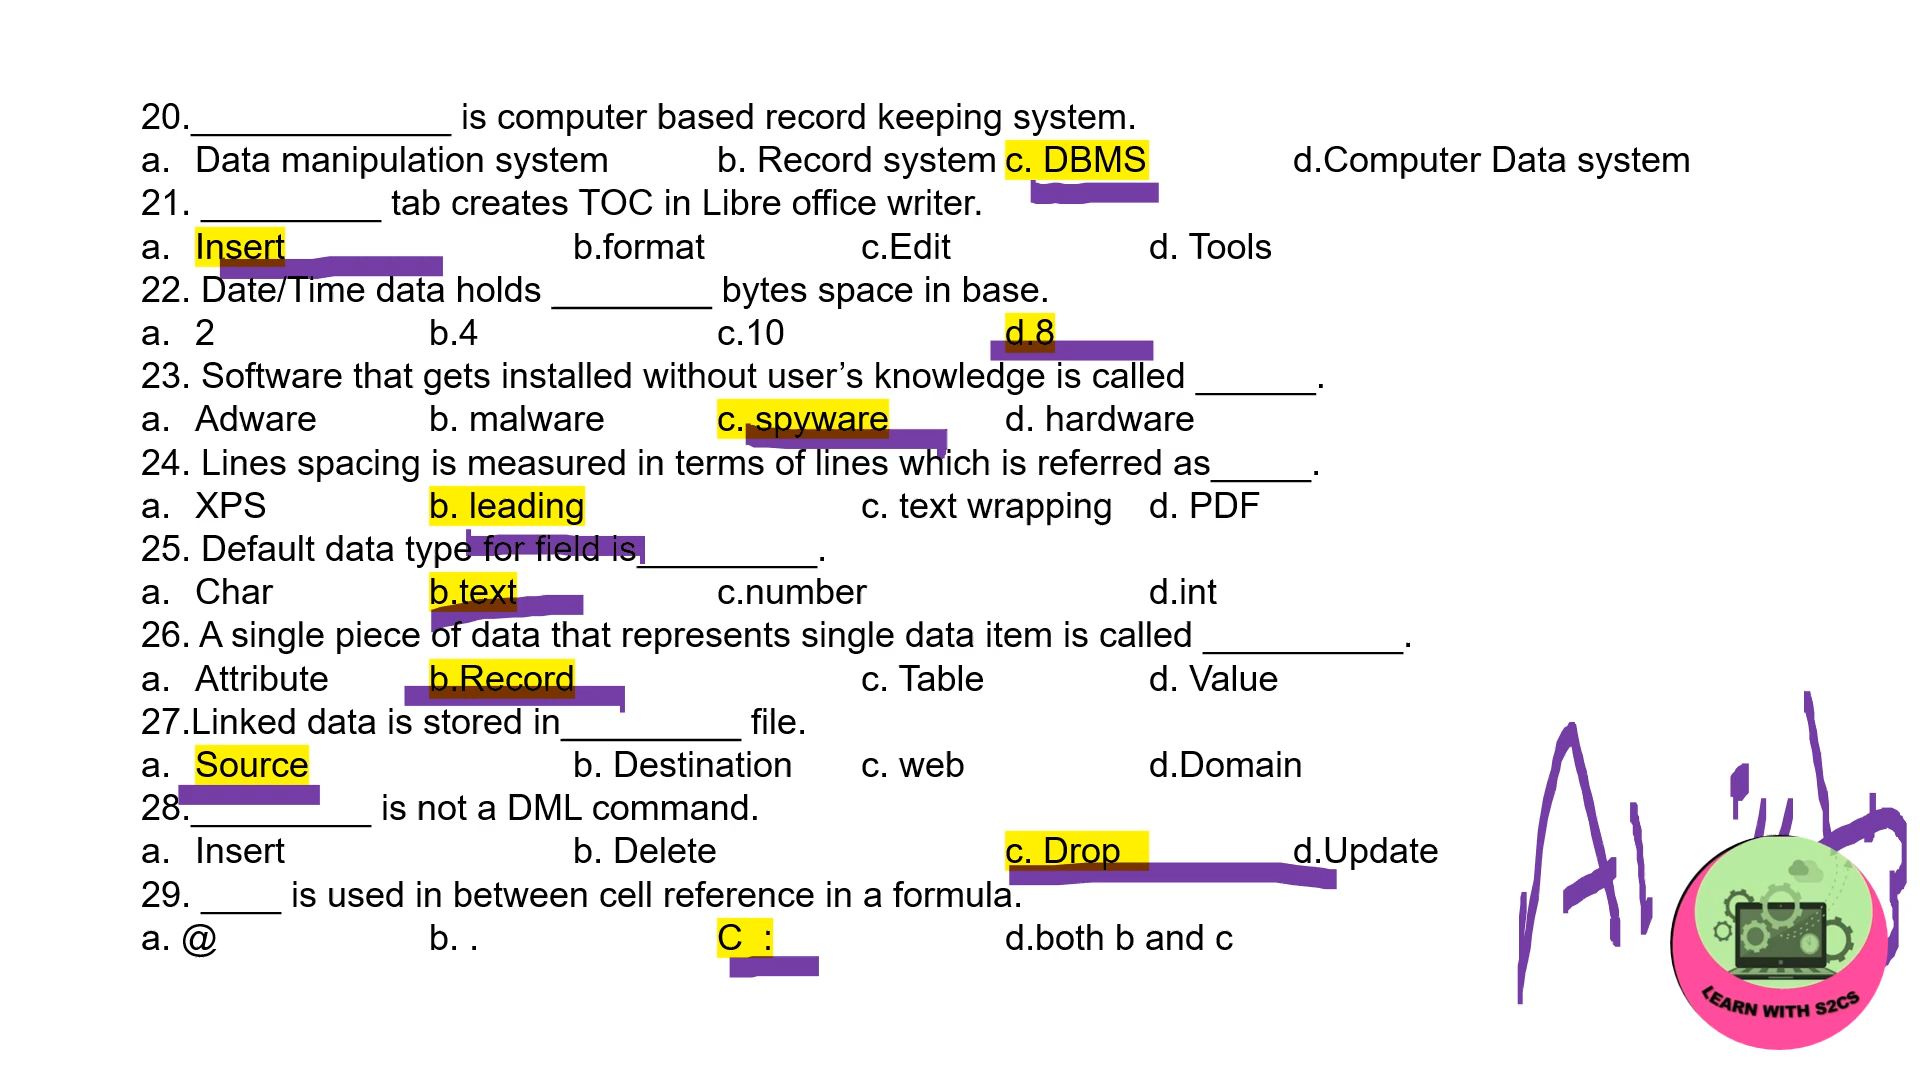 20._____________ is computer based record keeping system.
a. Data manipulation system b. Record system c. DBMS d.Computer Data system
21. _________ tab creates TOC in Libre office writer.
a. Insert b.format c.Edit d. Tools
22. Date/Time data holds ________ bytes space in base.
a. 2 b.4 c.10 d.8
23. Software that gets installed without user’s knowledge is called ______.
a. Adware b. malware c. spyware d. hardware
24. Lines spacing is measured in terms of lines which is referred as_____.
a. XPS b. leading c. text wrapping d. PDF
25. Default data type for field is_________.
a. Char b.text c.number d.int
26. A single piece of data that represents single data item is called __________.
a. Attribute b.Record c. Table d. Value
27.Linked data is stored in_________ file.
a. Source b. Destination c. web d.Domain
28._________ is not a DML command.
a. Insert b. Delete c. Drop d.Update
29. ____ is used in between cell reference in a formula.
a. @ b. . C : d.both b and c
LEARN WITH S2CS